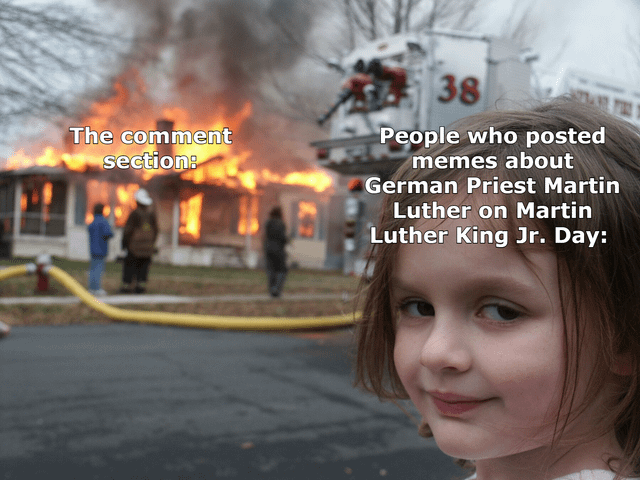 The comment
section:
People who posted
memes about
German Priest Martin
Luther on Martin
Luther King Jr. Day:
38